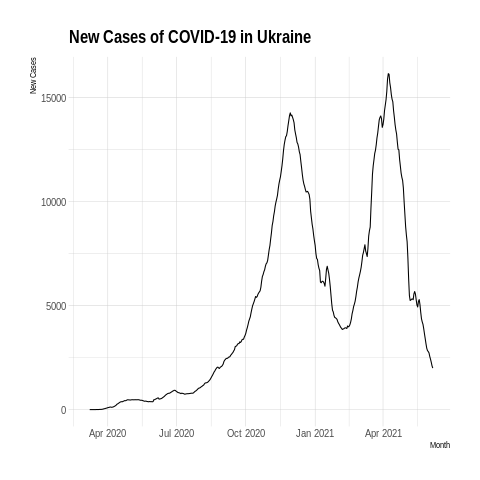 New Cases of COVID-19 in Ukraine
New Cases
15000
10000
5000
0
Apr 2020 Jul 2020 Oct 2020 Jan 2021 Apr 2021
Month